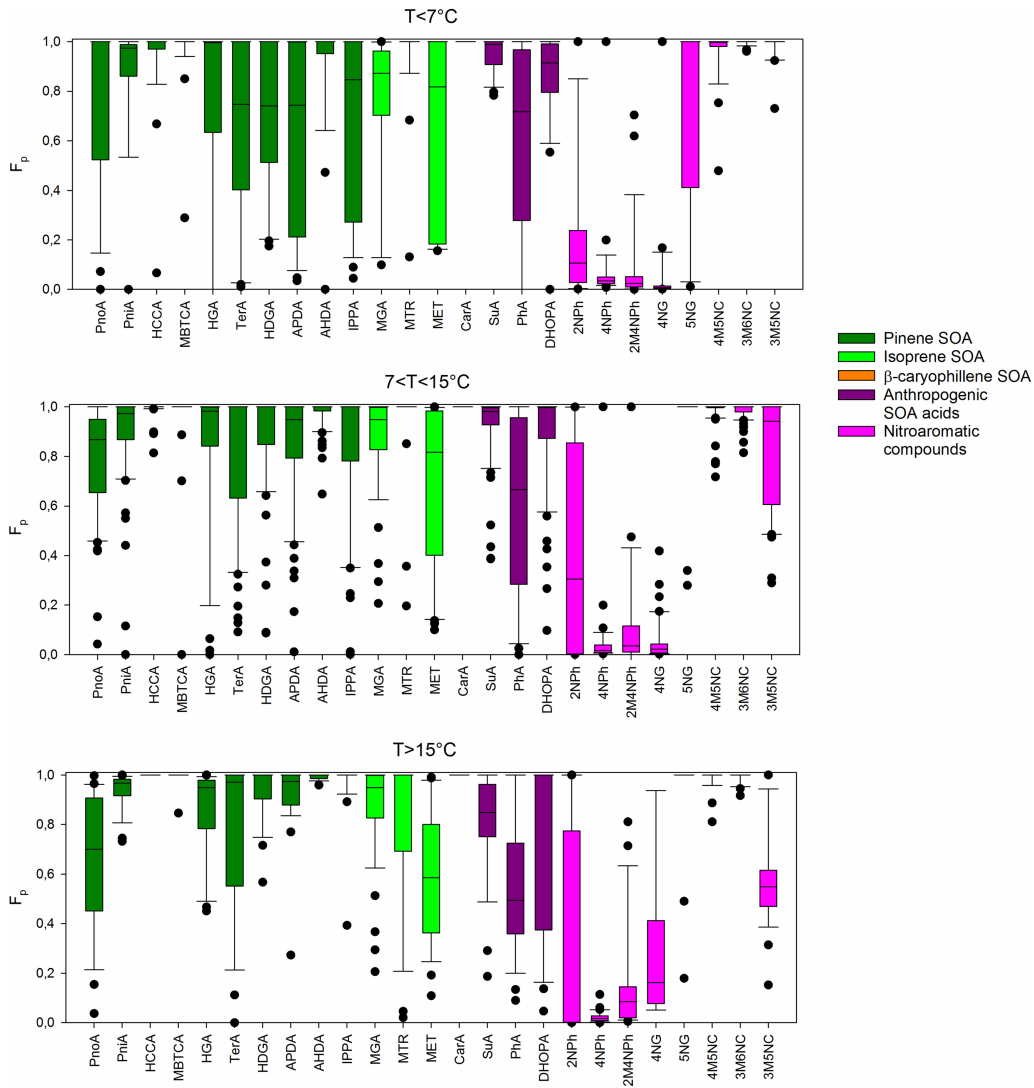 T<7°C
1,0
0,8
0,6
0,4
0,2
0,0
Fp
PnoA PniA HCCA MBTCA HGA TerA HDGA APDA AHDA IPPA MGA MTR MET CarA SuA PhA DHOPA 2NPh 4NPh 2M4NPh 4NG 5NG 4M5NC 3M6NC 3M5NC
7<T<15°C
1,0
0,8
0,6
0,4
0,2
0,0
Fp
PnoA PniA HCCA MBTCA HGA TerA HDGA APDA AHDA IPPA MGA MTR MET CarA SuA PhA DHOPA 2NPh 4NPh 2M4NPh 4NG 5NG 4M5NC 3M6NC 3M5NC
Pinene SOA
Isoprene SOA
β-caryophillene SOA
Anthropogenic
SOA acids
Nitroaromatic
compounds
T>15°C
1,0
0,8
0,6
0,4
0,2
0,0
Fp
PnoA PniA HCCA MBTCA HGA TerA HDGA APDA AHDA IPPA MGA MTR MET CarA SuA PhA DHOPA 2NPh 4NPh 2M4NPh 4NG 5NG 4M5NC 3M6NC 3M5NC